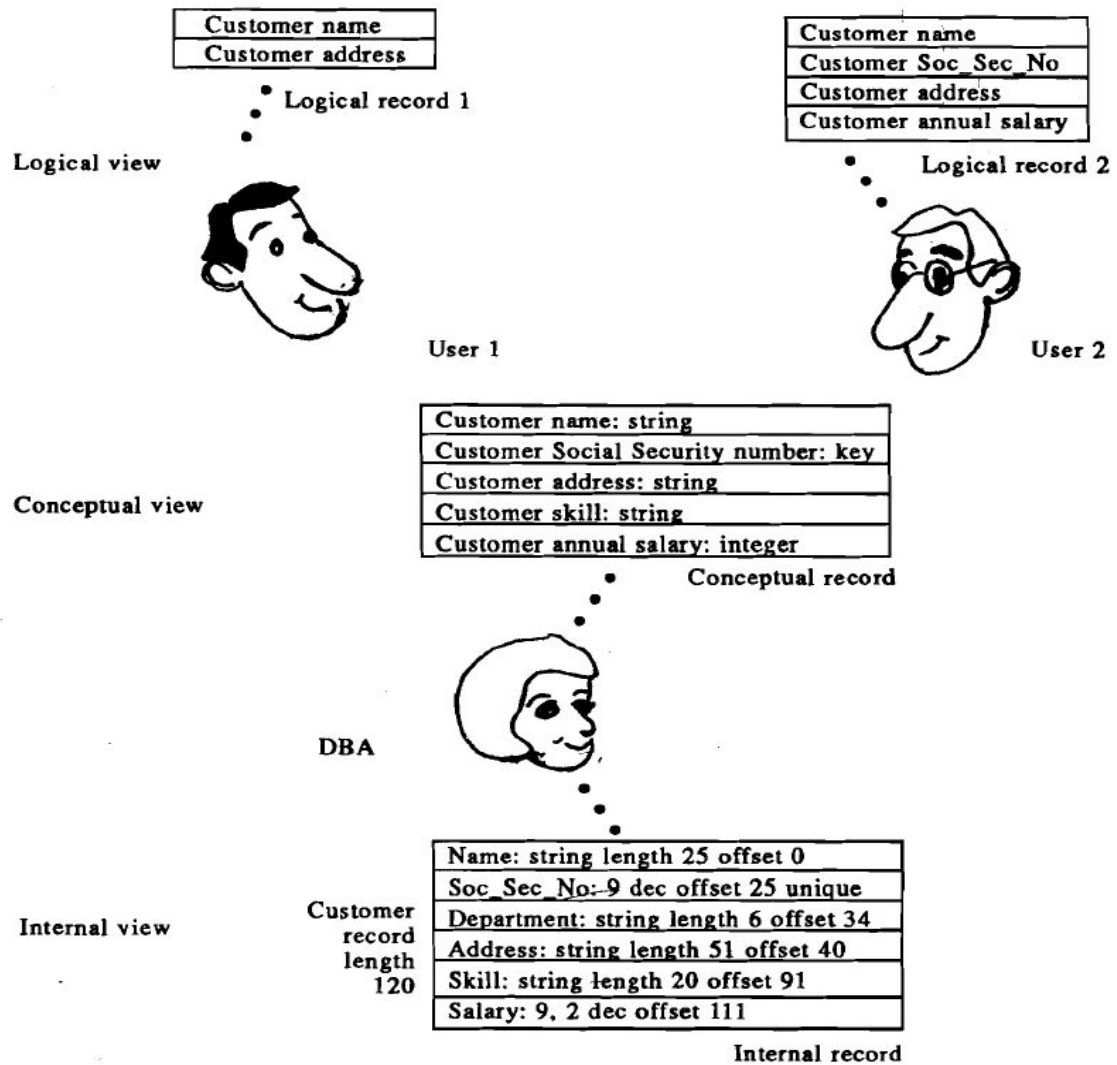 Customer name
Customer address
Logical record 1
Customer name
Customer Soc_Sec_No
Customer address
Customer annual salary
Logical record 2
Logical view
User 1
User 2
Customer name: string
Customer Social Security number: key
Customer address: string
Customer skill: string
Customer annual salary: integer
Conceptual view
Conceptual record
DBA
Name: string length 25 offset 0
Soc_Sec_No: 9 dec offset 25 unique
Department: string length 6 offset 34
Address: string length 51 offset 40
Skill: string length 20 offset 91
Salary: 9, 2 dec offset 111
Internal view
Customer
record
length
120
Internal record